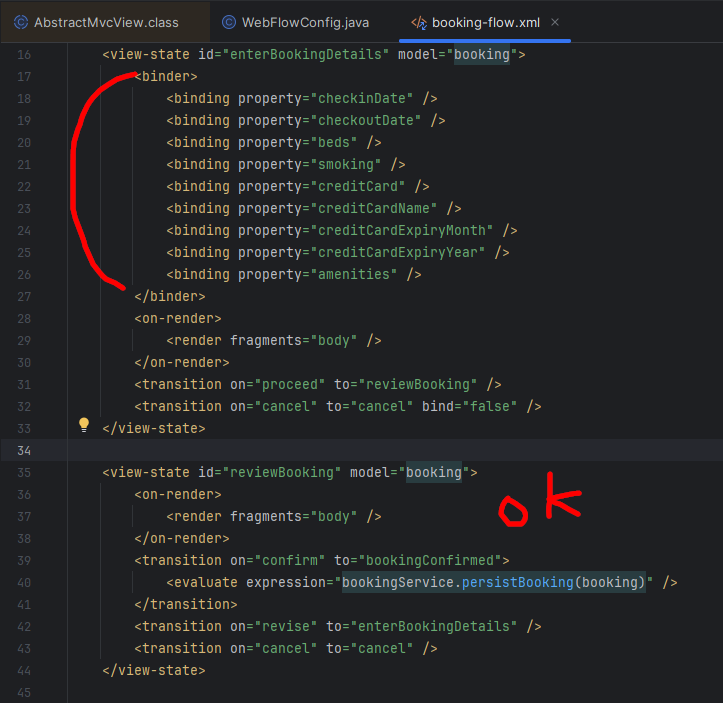 AbstractMvcView.class WebFlowConfig.java booking-flow.xml
16 <view-state id="enterBookingDetails" model="booking">
17 <binder>
18 <binding property="checkinDate" />
19 <binding property="checkoutDate" />
20 <binding property="beds" />
21 <binding property="smoking" />
22 <binding property="creditCard" />
23 <binding property="creditCardName" />
24 <binding property="creditCardExpiryMonth" />
25 <binding property="creditCardExpiryYear" />
26 <binding property="amenities" />
27 </binder>
28 <on-render>
29 <render fragments="body" />
30 </on-render>
31 <transition on="proceed" to="reviewBooking" />
32 <transition on="cancel" to="cancel" bind="false" />
33 </view-state>
34
35 <view-state id="reviewBooking" model="booking">
36 <on-render>
ok
37 <render fragments="body" />
38 </on-render>
39 <transition on="confirm" to="bookingConfirmed">
40 <evaluate expression="bookingService.persistBooking(booking)" />
41 </transition>
42 <transition on="revise" to="enterBookingDetails" />
43 <transition on="cancel" to="cancel" />
44 </view-state>
45